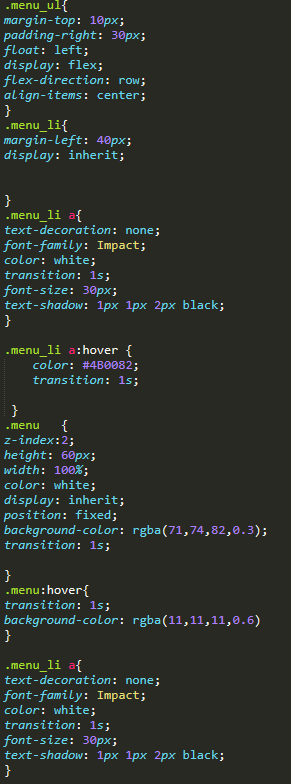 .menu_ul{
margin-top: 10px;
padding-right: 30px;
float: left;
display: flex;
flex-direction: row;
align-items: center;
}
.menu_li{
margin-left: 40px;
display: inherit;
}
.menu_li a{
text-decoration: none;
font-family: Impact;
color: white;
transition: 1s;
font-size: 30px;
text-shadow: 1px 1px 2px black;
}
.menu_li a:hover {
    color: #4B0082;
    transition: 1s;
 }
.menu   {
z-index:2;
height: 60px;
width: 100%;
color: white;
display: inherit;
position: fixed;
background-color: rgba(71,74,82,0.3);
transition: 1s;
}
.menu:hover{
transition: 1s;
background-color: rgba(11,11,11,0.6)
}
.menu_li a{
text-decoration: none;
font-family: Impact;
color: white;
transition: 1s;
font-size: 30px;
text-shadow: 1px 1px 2px black;
}